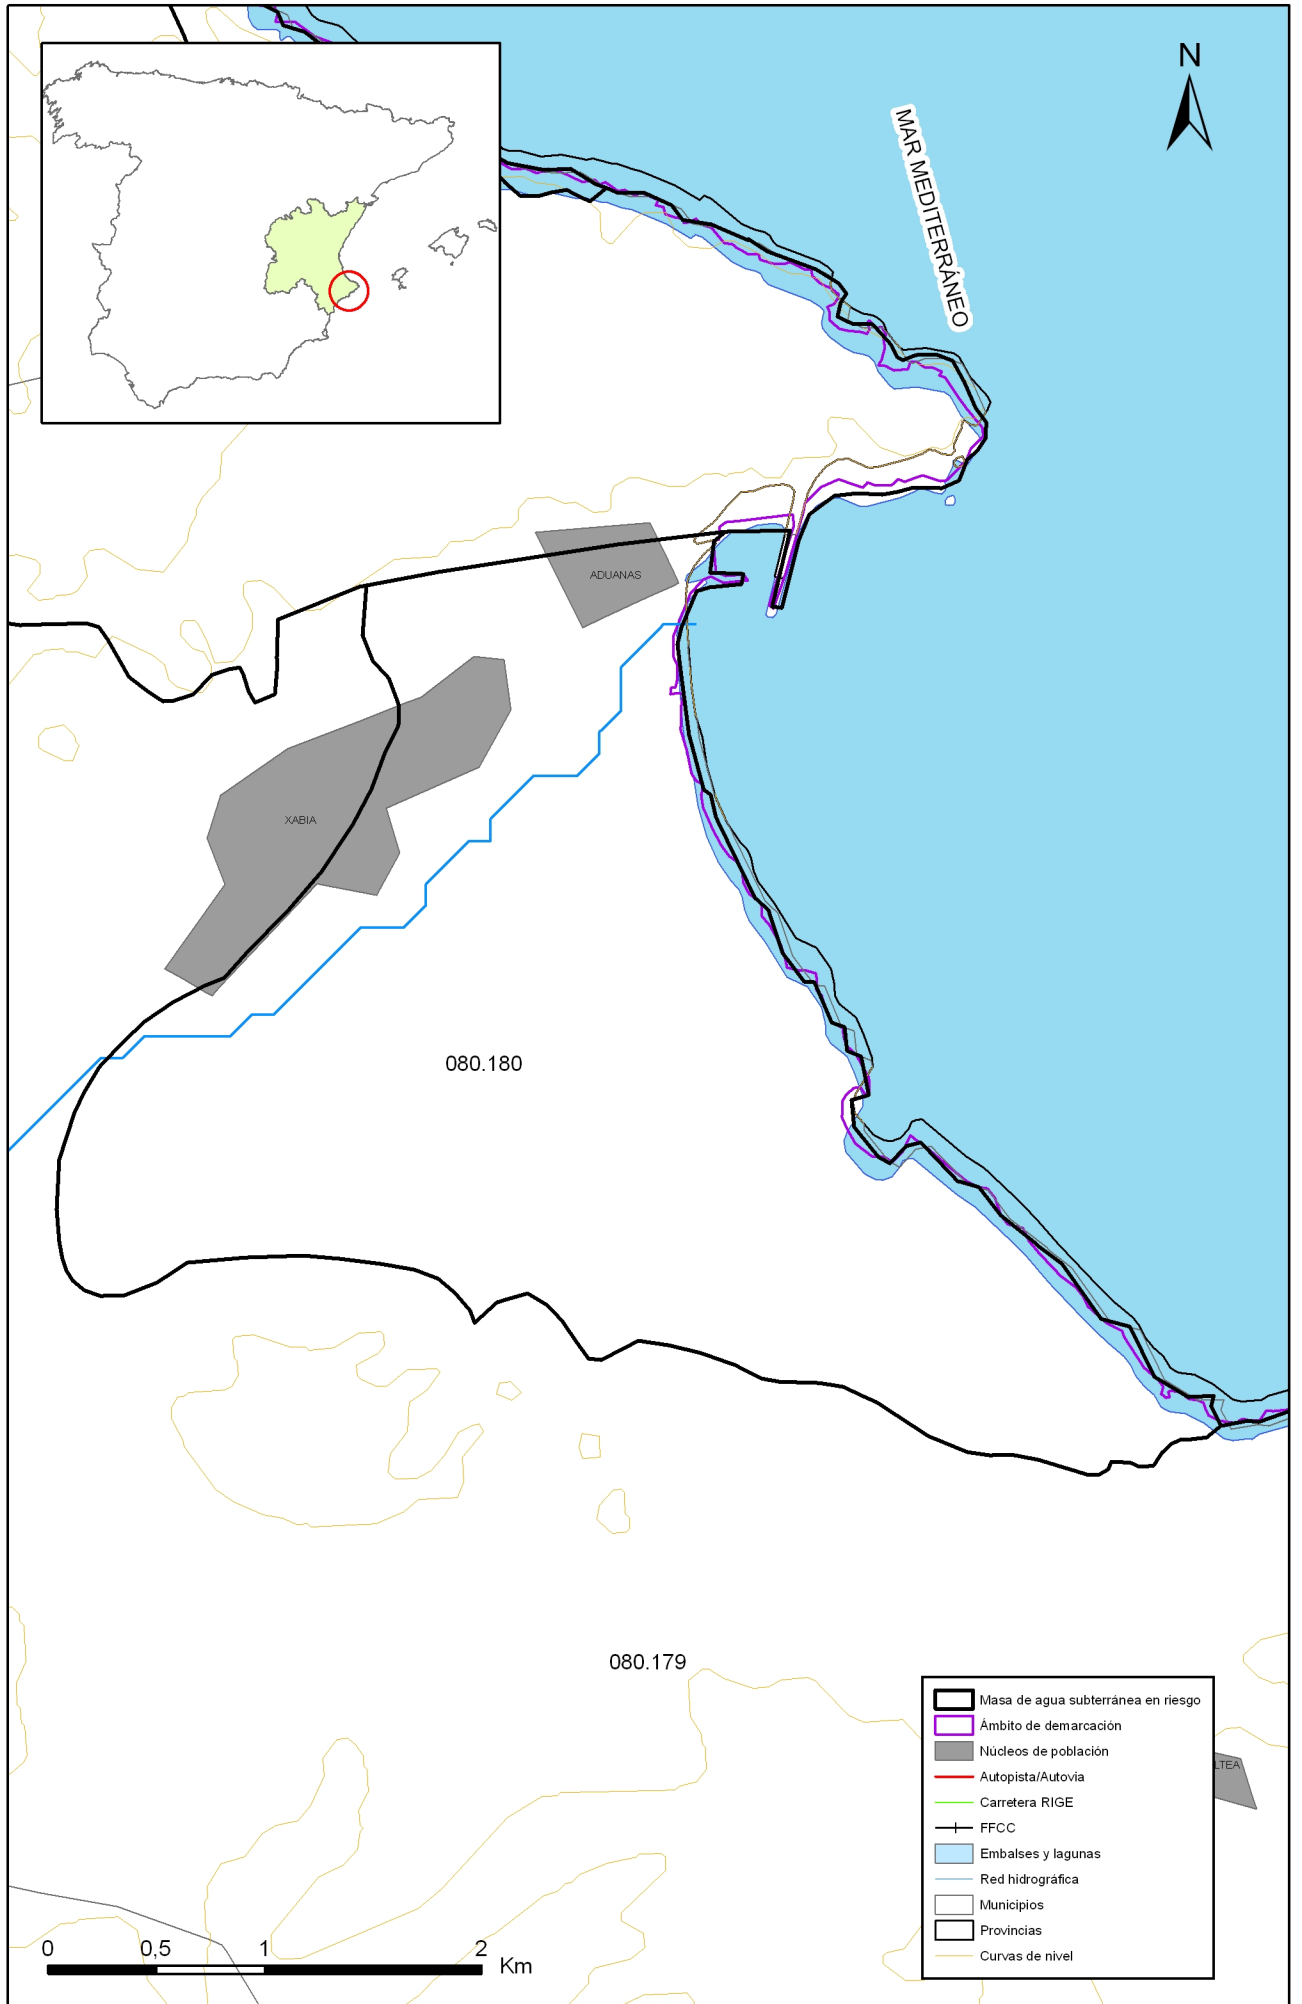 N
MAR MEDITERRÁNEO
ADUANAS
XABIA
080.180
080.179
LTEA
Masa de agua subterránea en riesgo
Ámbito de demarcación
Núcleos de población
Autopista/Autovia
Carretera RIGE
FFCC
Embalses y lagunas
Red hidrográfica
Municipios
Provincias
Curvas de nivel
0 0,5 1 2 Km